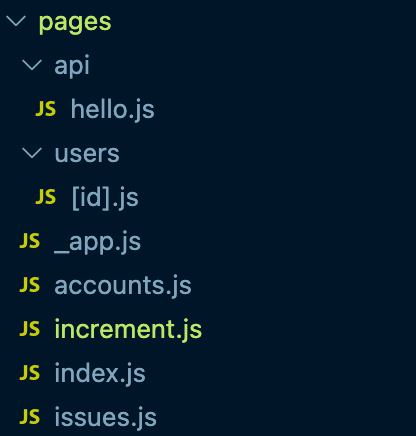 pages
api
JS hello.js
users
JS [id].js
JS _app.js
JS accounts.js
JS increment.js
JS index.js
JS issues.js